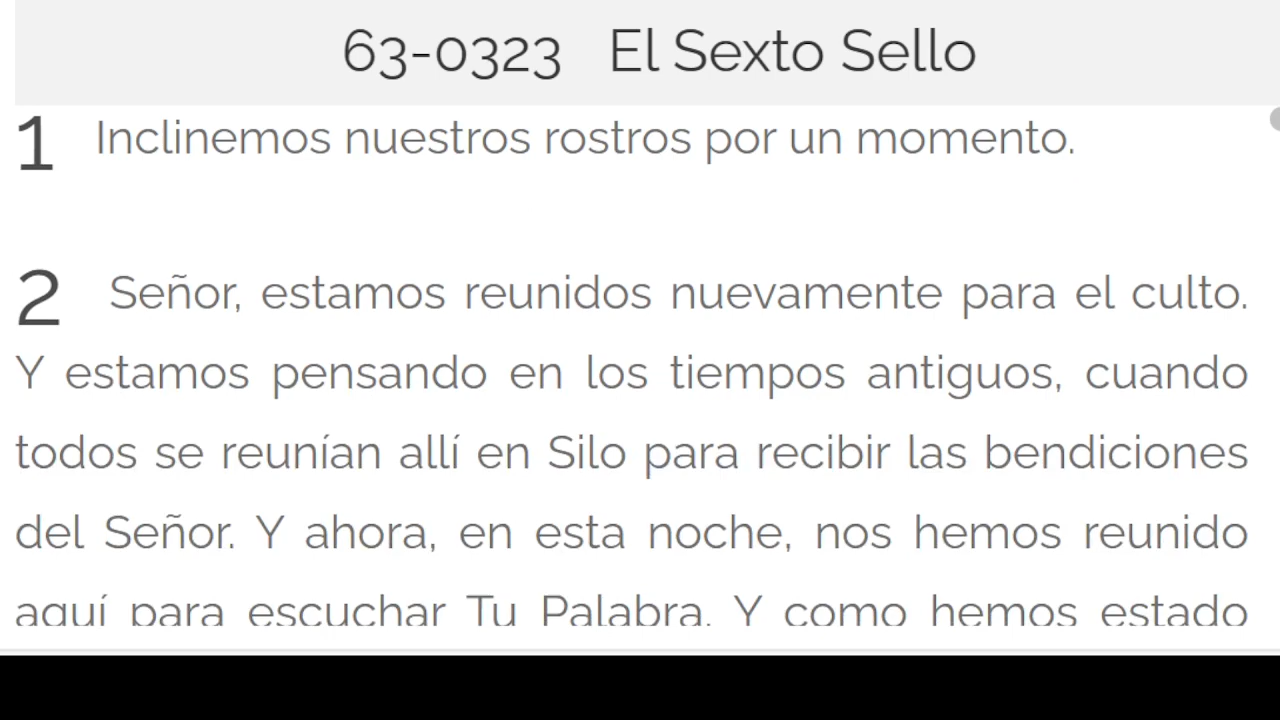 63-0323 El Sexto Sello
1 Inclinemos nuestros rostros por un momento.
2 Señor, estamos reunidos nuevamente para el culto.
Y estamos pensando en los tiempos antiguos, cuando
todos se reunían allí en Silo para recibir las bendiciones
del Señor. Y ahora, en esta noche, nos hemos reunido
aquí para escuchar Tu Palabra. Y como hemos estado